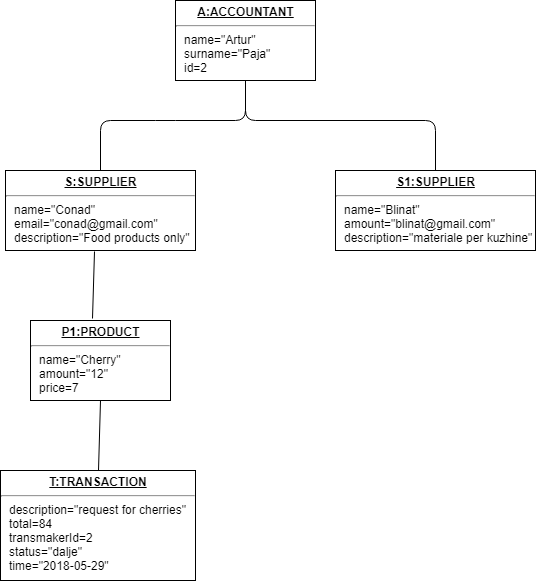 A:ACCOUNTANT
name="Artur"
surname="Paja"
id=2
S:SUPPLIER
name="Conad"
email="conad@gmail.com"
description="Food products only"
S1:SUPPLIER
name="Blinat"
amount="blinat@gmail.com"
description="materiale per kuzhine"
P1:PRODUCT
name="Cherry"
amount="12"
price=7
T:TRANSACTION
description="request for cherries"
total=84
transmakerId=2
status="dalje"
time="2018-05-29"